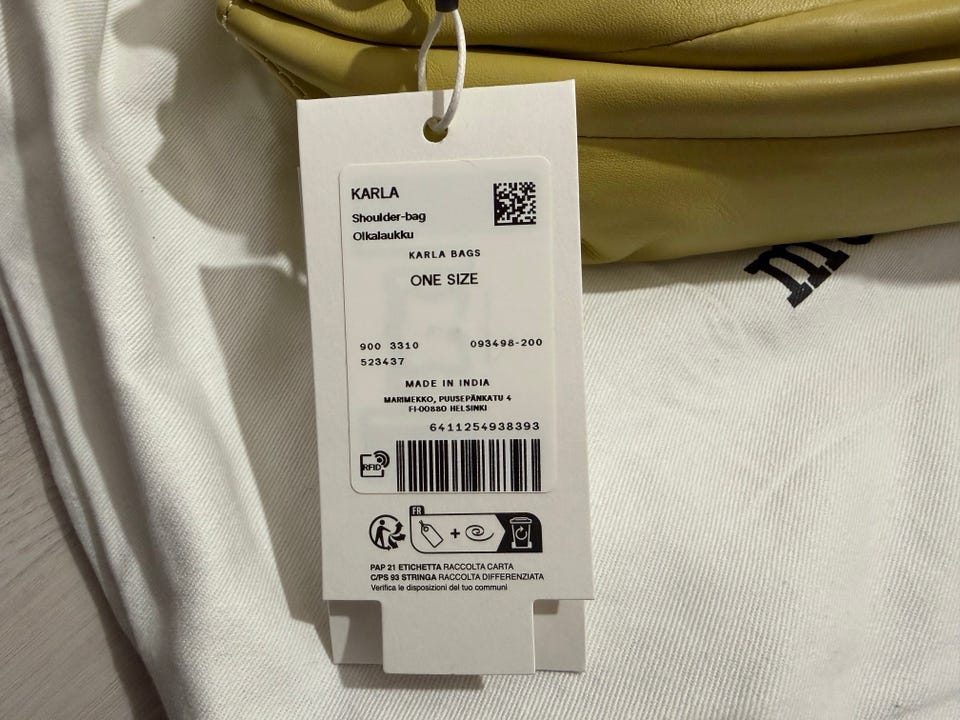 KARLA
Shoulder-bag
Olkalaukku
KARLA BAGS
ONE SIZE
900 3310 093498-200
523437
MADE IN INDIA
MARIMEKKO, PUUSEPÄNKATU 4
FI-00880 HELSINKI
6411254938393
RFID
FR
+
PAP 21 ETICHETTA RACCOLTA CARTA
C/PS 93 STRINGA RACCOLTA DIFFERENZIATA
Verifica le disposizioni del tuo communi